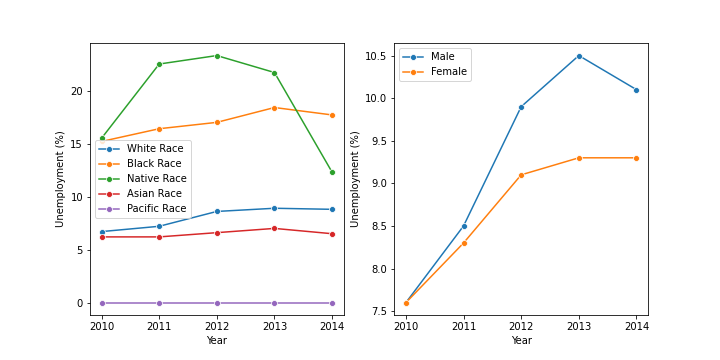 20
15
10
5
0
Unemployment (%)
White Race
Black Race
Native Race
Asian Race
Pacific Race
2010 2011 2012 2013 2014
Year
10.5
10.0
9.5
9.0
8.5
8.0
7.5
Unemployment (%)
Male
Female
2010 2011 2012 2013 2014
Year